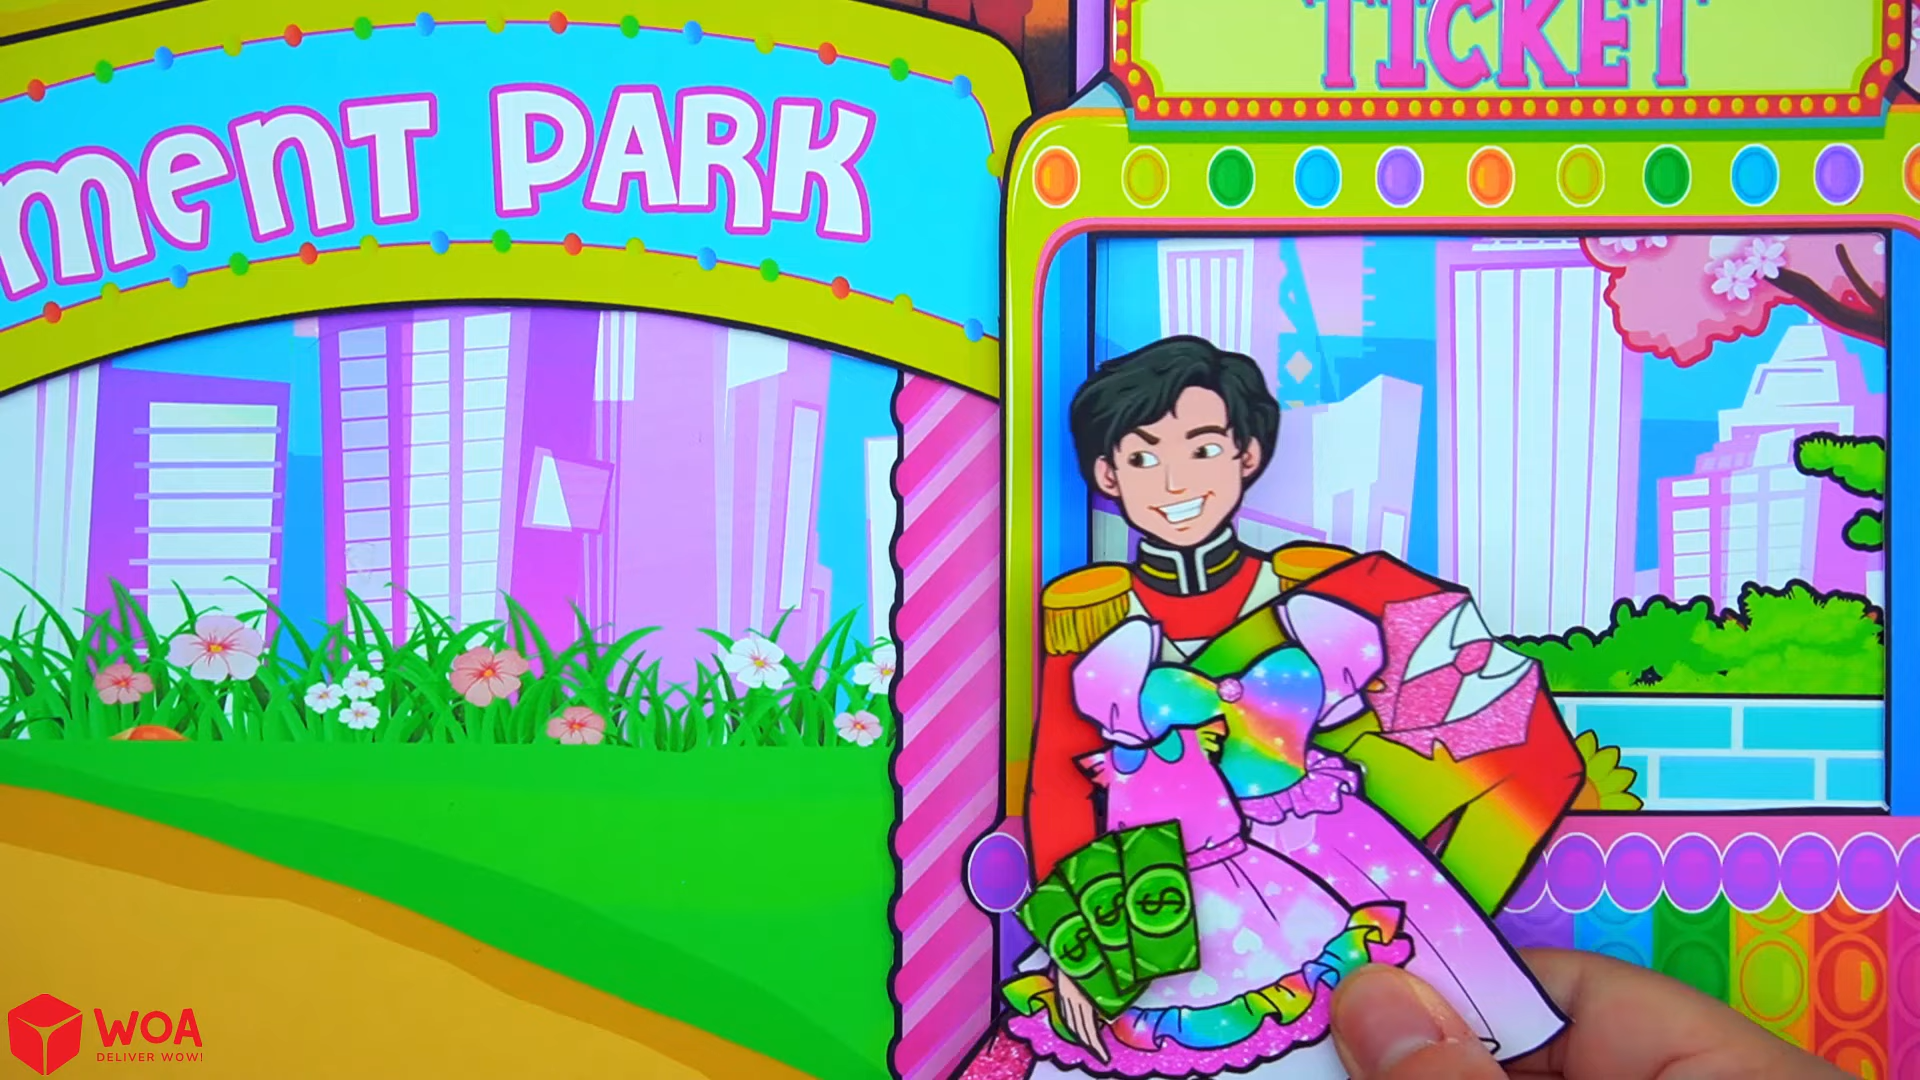 TICKET
MENT PARK
$ $ $
WOA
DELIVER WOW!